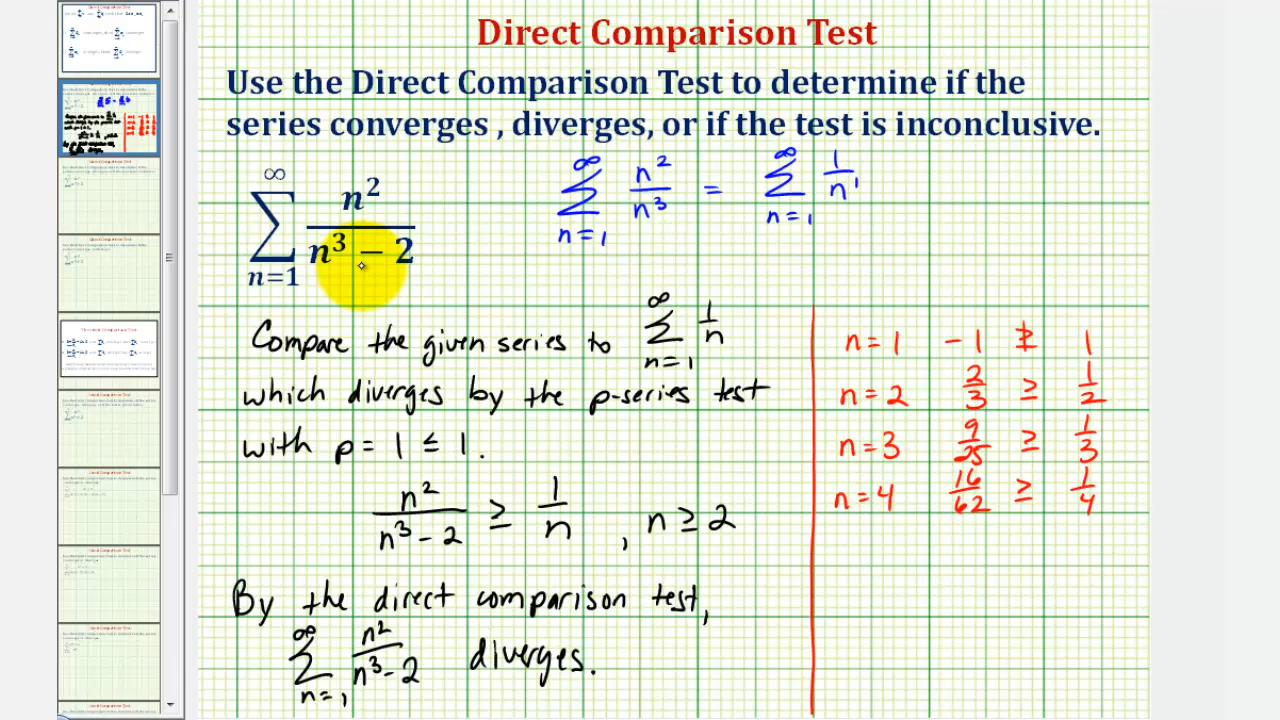 Direct Comparison Test
Use the Direct Comparison Test to determine if the
series converges , diverges, or if the test is inconclusive.
∞
∑ n² / (n³ − 2)
n=1
∞ ∞
∑ n²/n³ = ∑ 1/n¹
n=1 n=1
Compare the given series to ∞∑n=1 1/n
which diverges by the p-series test
with p = 1 ≤ 1.
n²/(n³-2) ≥ 1/n , n ≥ 2
By the direct comparison test,
∞∑n=1 n²/(n³-2) diverges.
n=1 -1 ≱ 1
n=2 2/3 ≥ 1/2
n=3 9/25 ≥ 1/3
n=4 16/62 ≥ 1/4